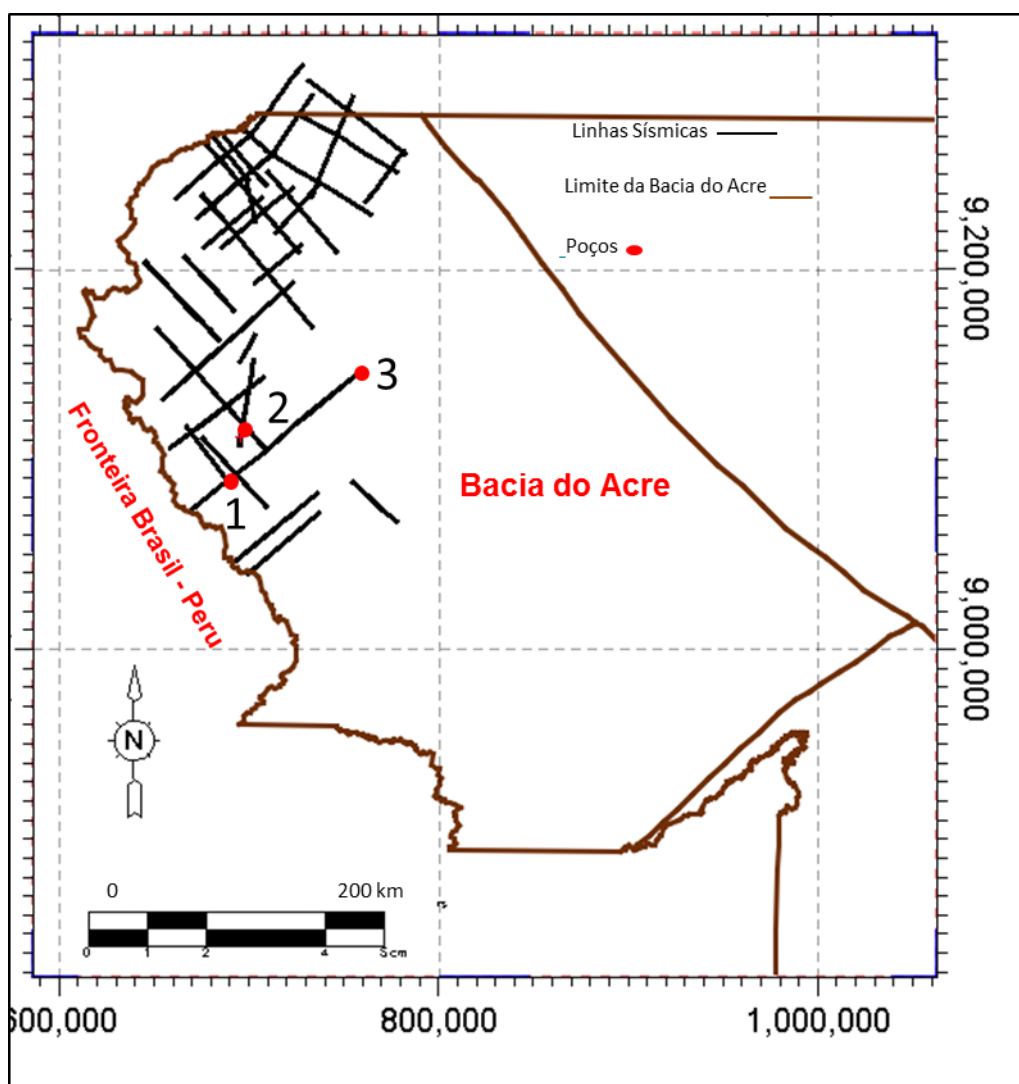 Linhas Sísmicas
Limite da Bacia do Acre
Poços
9,200,000
3
2
Fronteira Brasil - Peru
Bacia do Acre
1
9,000,000
N
0 200 km
0 1 2 4 5cm
600,000 800,000 1,000,000